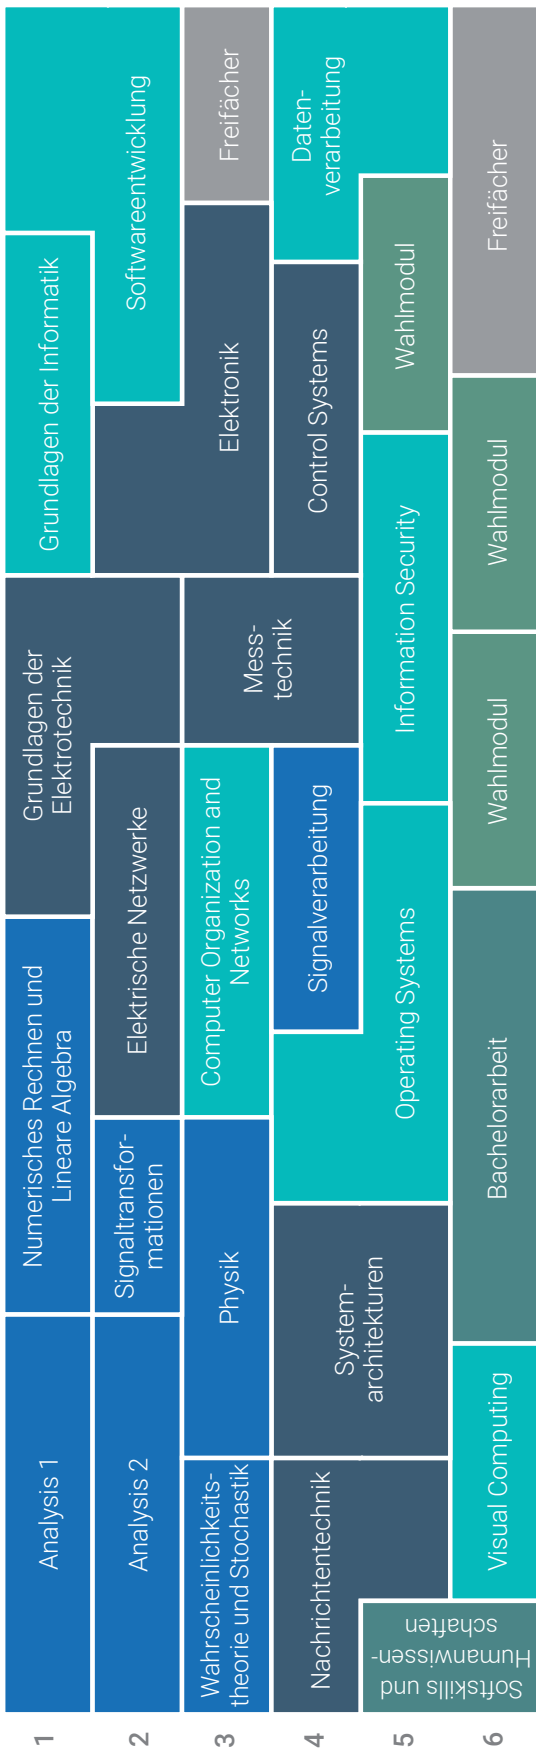 1
Analysis 1
Numerisches Rechnen und
Lineare Algebra
Grundlagen der
Elektrotechnik
Grundlagen der Informatik
Softwareentwicklung
2
Analysis 2
Signaltransfor-
mationen
Elektrische Netzwerke
3
Wahrscheinlichkeits-
theorie und Stochastik
Physik
Computer Organization and
Networks
Mess-
technik
Elektronik
Freifächer
4
Nachrichtentechnik
System-
architekturen
Signalverarbeitung
Control Systems
Daten-
verarbeitung
5
Softskills und
Humanwissen-
schaften
Operating Systems
Information Security
Wahlmodul
6
Visual Computing
Bachelorarbeit
Wahlmodul
Wahlmodul
Freifächer